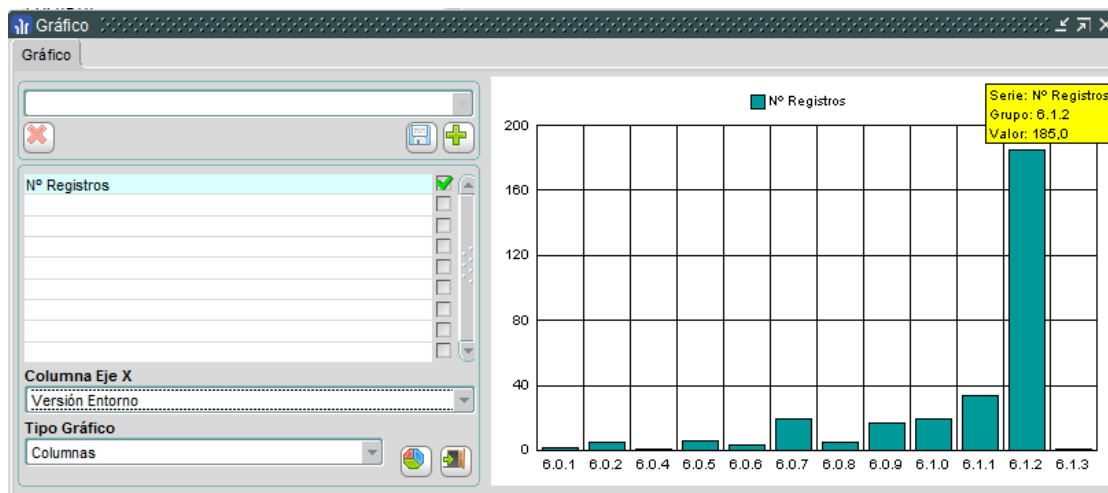 Gráfico
Gráfico
Nº Registros
Columna Eje X
Versión Entorno
Tipo Gráfico
Columnas
Nº Registros
Serie: Nº Registros
Grupo: 6.1.2
Valor: 185,0
200
160
120
80
40
0
6.0.1 6.0.2 6.0.4 6.0.5 6.0.6 6.0.7 6.0.8 6.0.9 6.1.0 6.1.1 6.1.2 6.1.3